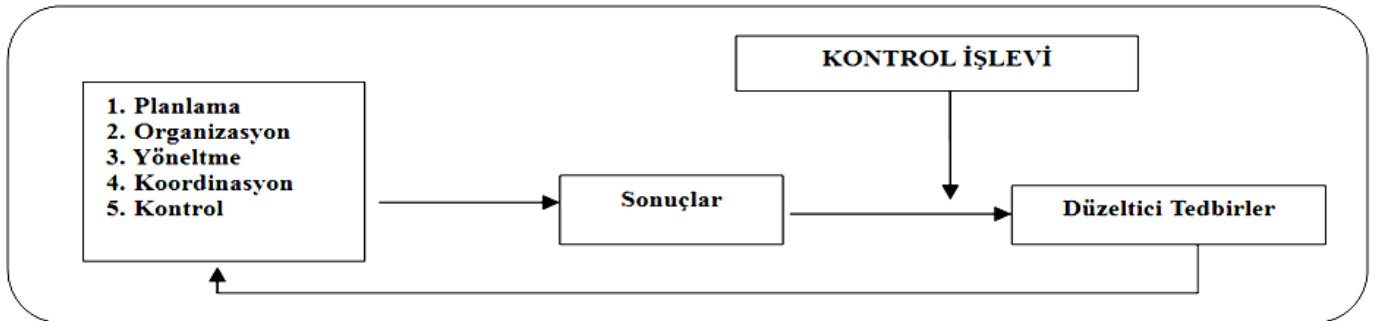 KONTROL İŞLEVİ
1. Planlama
2. Organizasyon
3. Yöneltme
4. Koordinasyon
5. Kontrol
Sonuçlar
Düzeltici Tedbirler